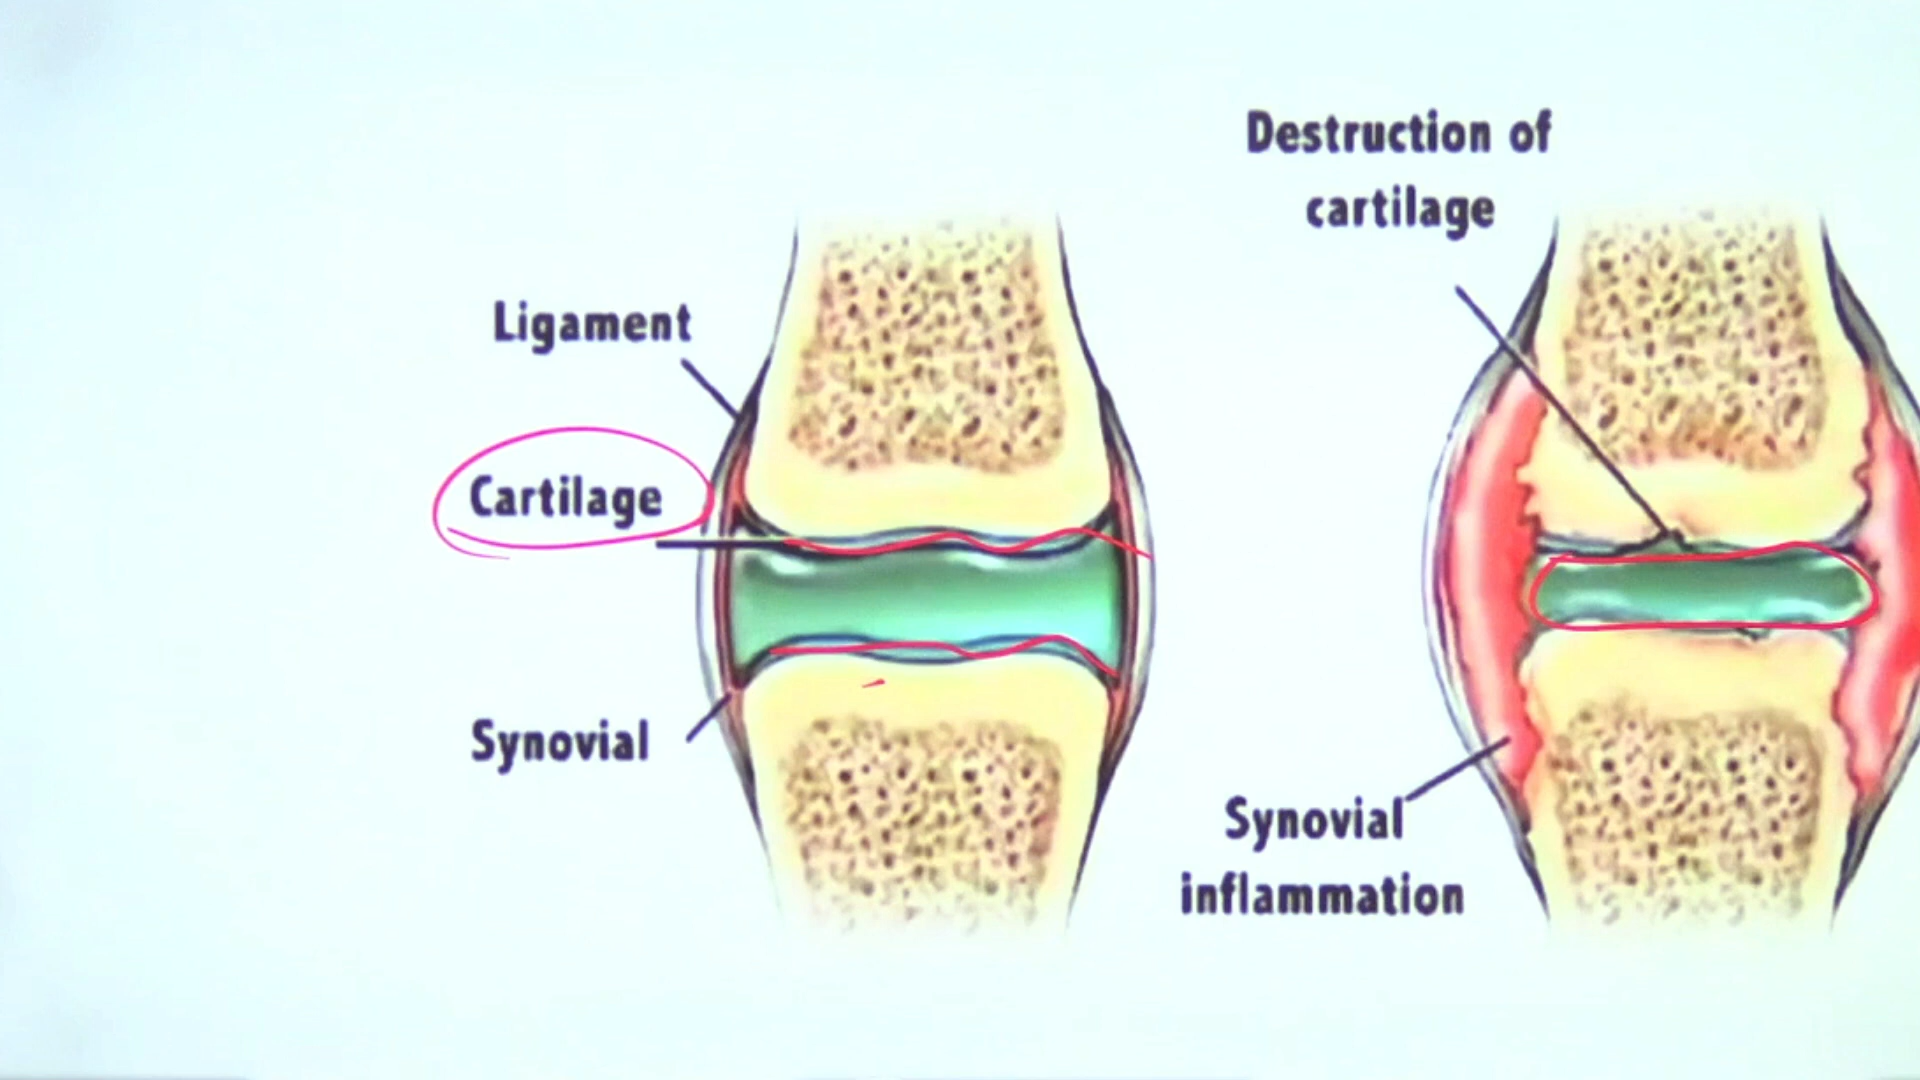 Ligament
Cartilage
Synovial
Destruction of
cartilage
Synovial
inflammation